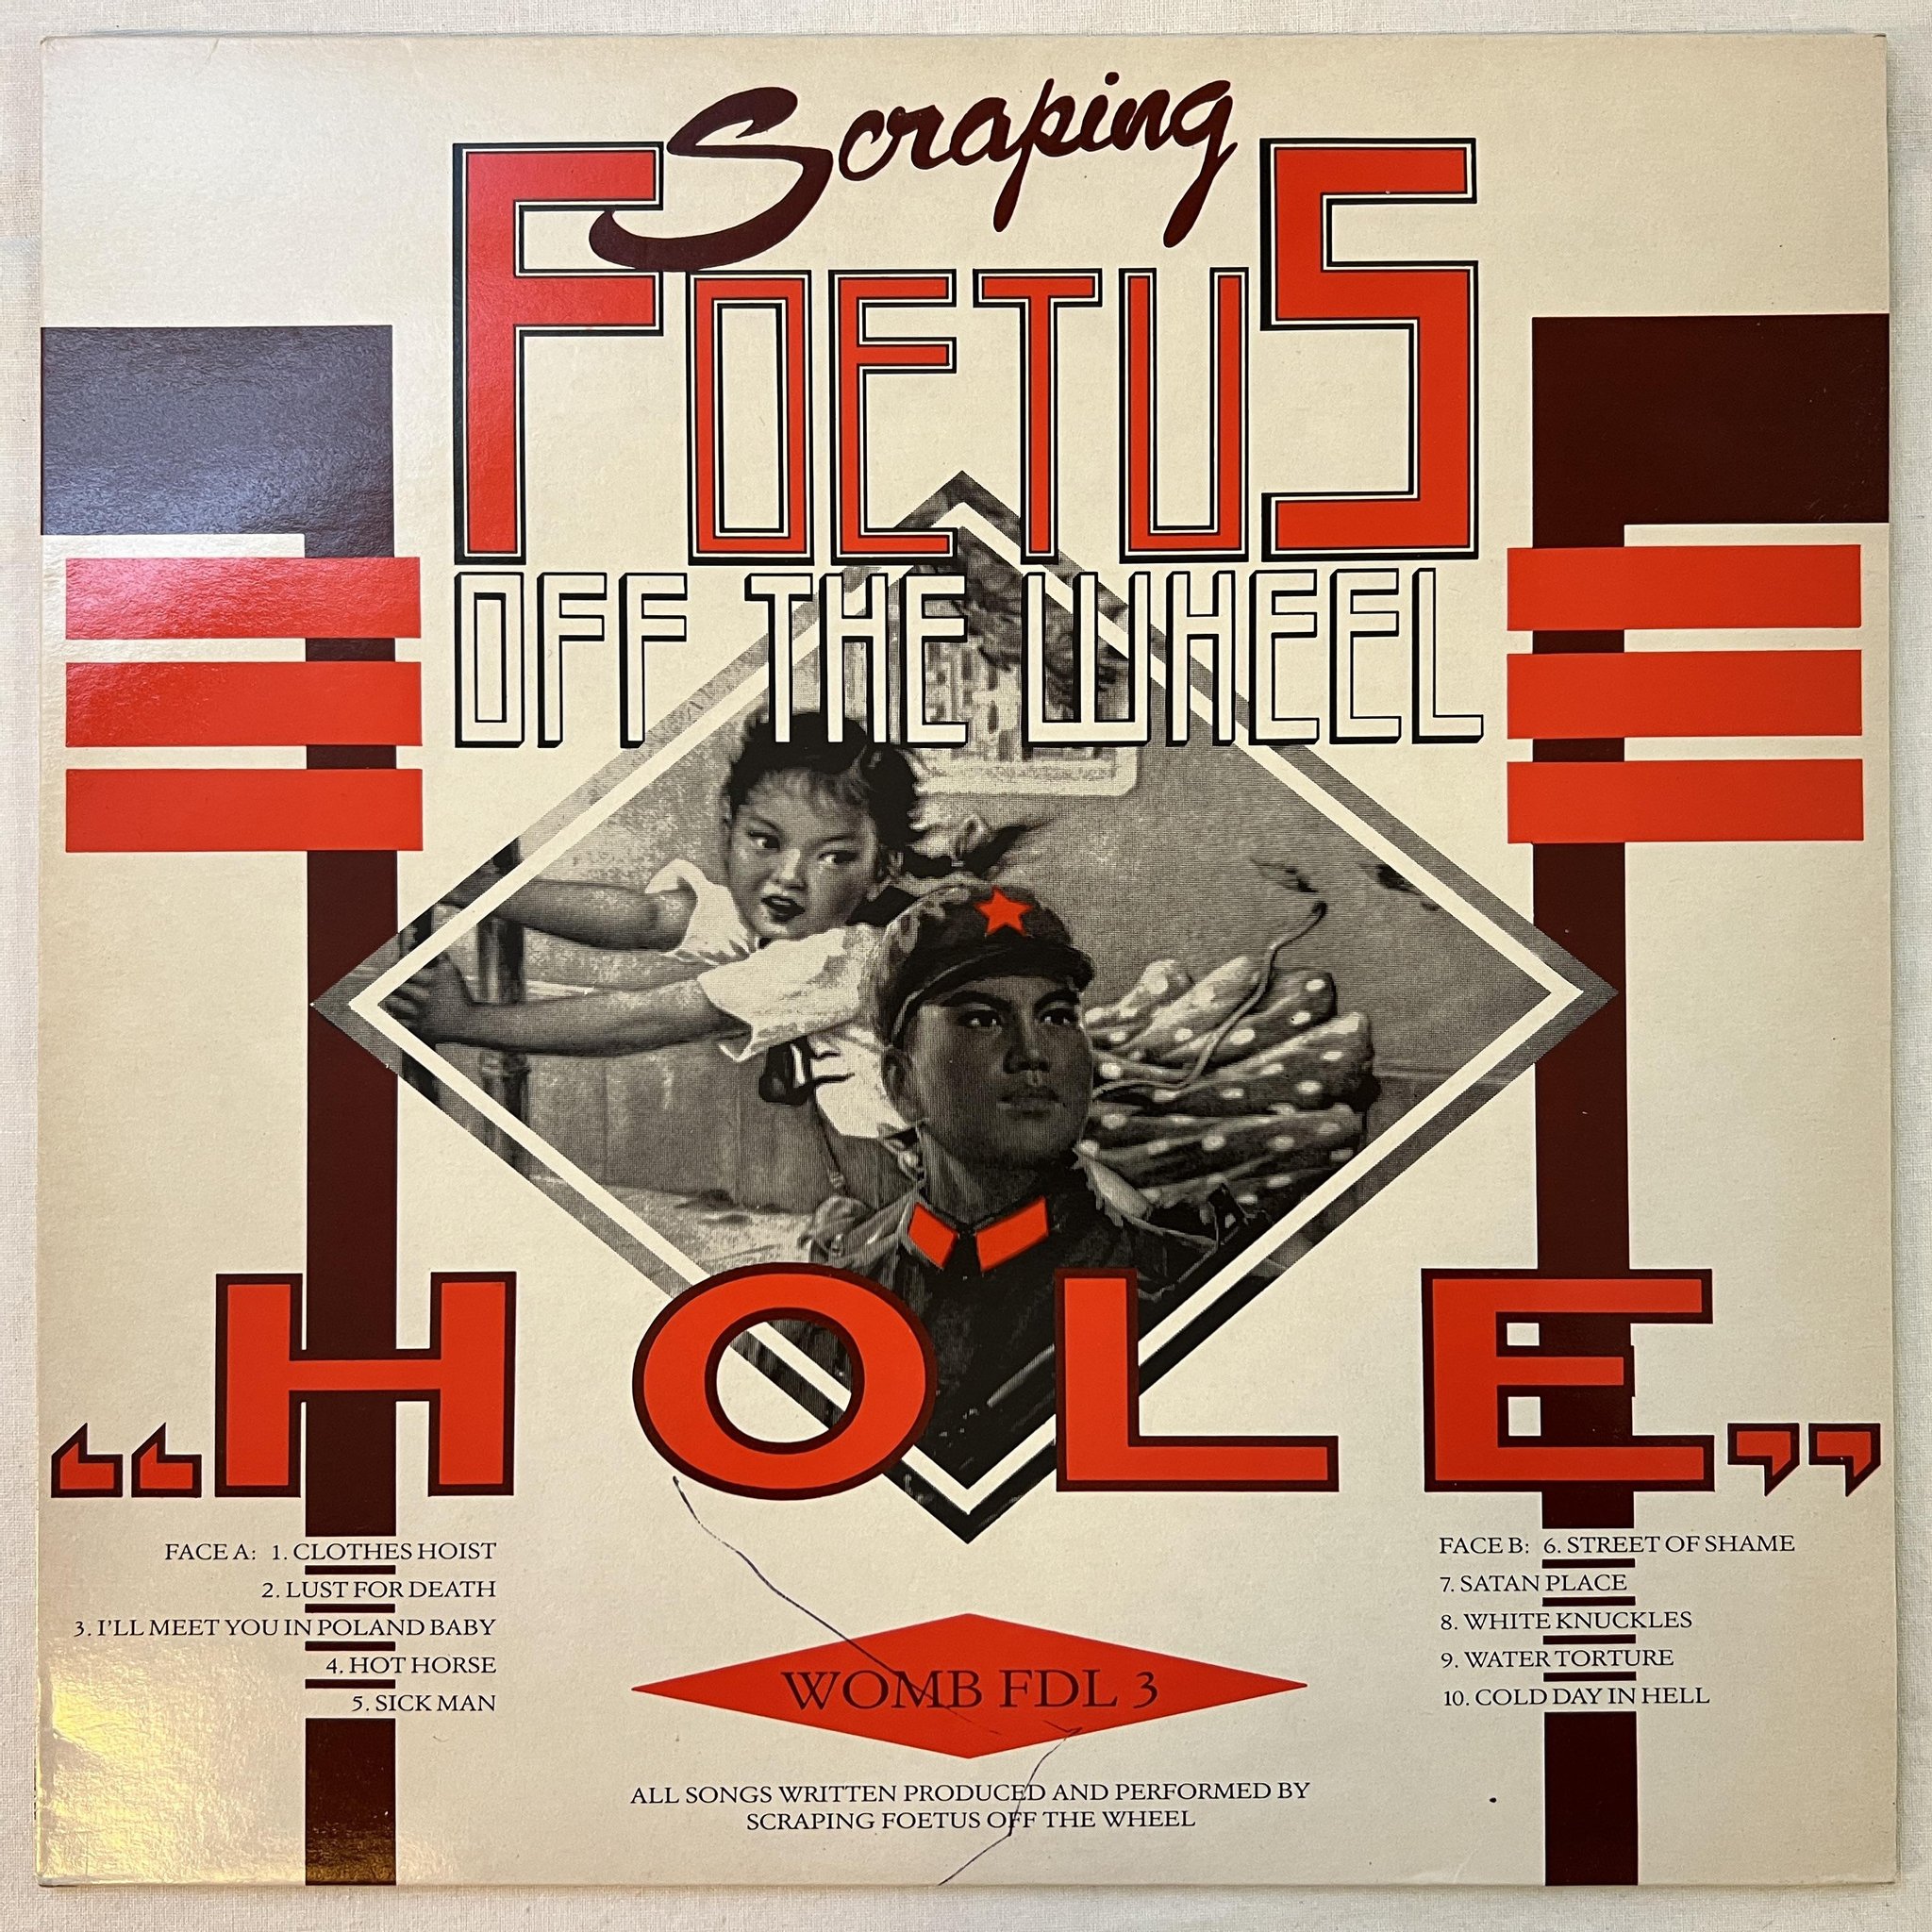 Scraping
FOETUS
OFF THE WHEEL
“HOLE”
FACE A: 1. CLOTHES HOIST
2. LUST FOR DEATH
3. I'LL MEET YOU IN POLAND BABY
4. HOT HORSE
5. SICK MAN
FACE B: 6. STREET OF SHAME
7. SATAN PLACE
8. WHITE KNUCKLES
9. WATER TORTURE
10. COLD DAY IN HELL
WOMB FDL 3
ALL SONGS WRITTEN PRODUCED AND PERFORMED BY
SCRAPING FOETUS OFF THE WHEEL